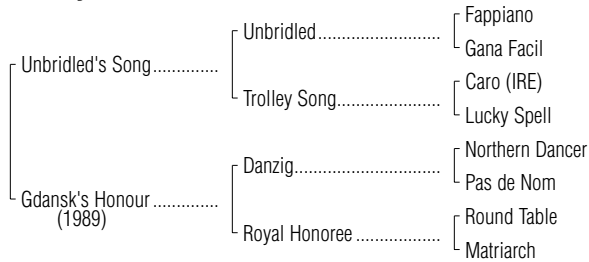 Fappiano
Unbridled
Gana Facil
Unbridled's Song
Caro (IRE)
Trolley Song
Lucky Spell
Northern Dancer
Danzig
Pas de Nom
Gdansk's Honour
(1989)
Round Table
Royal Honoree
Matriarch